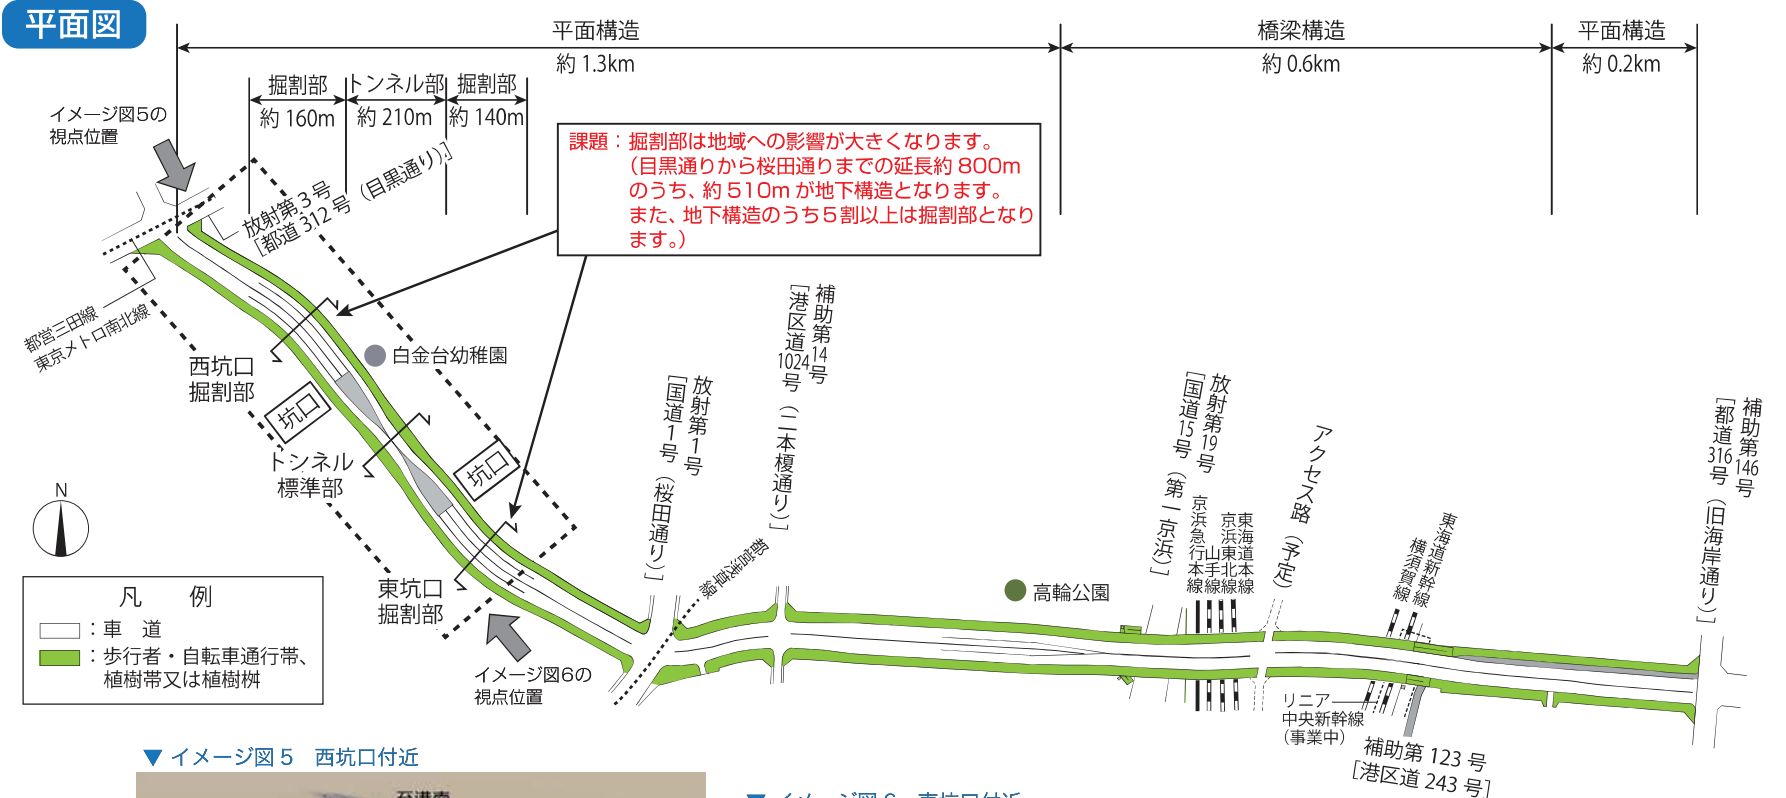 平面図
平面構造
約 1.3km
橋梁構造
約 0.6km
平面構造
約 0.2km
掘割部
約 160m
トンネル部
約 210m
掘割部
約 140m
イメージ図5の
視点位置
課題：掘割部は地域への影響が大きくなります。
（目黒通りから桜田通りまでの延長約 800m
のうち、約 510m が地下構造となります。
また、地下構造のうち5割以上は掘割部となり
ます。）
放射第 3 号
［都道 312 号（目黒通り）］
都営三田線
東京メトロ南北線
西坑口
掘割部
坑口
白金台幼稚園
トンネル
標準部
坑口
東坑口
掘割部
イメージ図6の
視点位置
N
凡　例
：車　道
：歩行者・自転車通行帯、
植樹帯又は植樹桝
放射第1号
［国道1号（桜田通り）］
都営浅草線
補助第14号
［港区道1024号（二本榎通り）］
高輪公園
放射第19号
［国道15号（第一京浜）］
京浜急行本線
山手線
京浜東北線
東海道本線
アクセス路（予定）
東海道新幹線
横須賀線
リニア
中央新幹線
（事業中）
補助第 123 号
［港区道 243 号］
補助第146号
［都道316号（旧海岸通り）］
▼ イメージ図5　西坑口付近